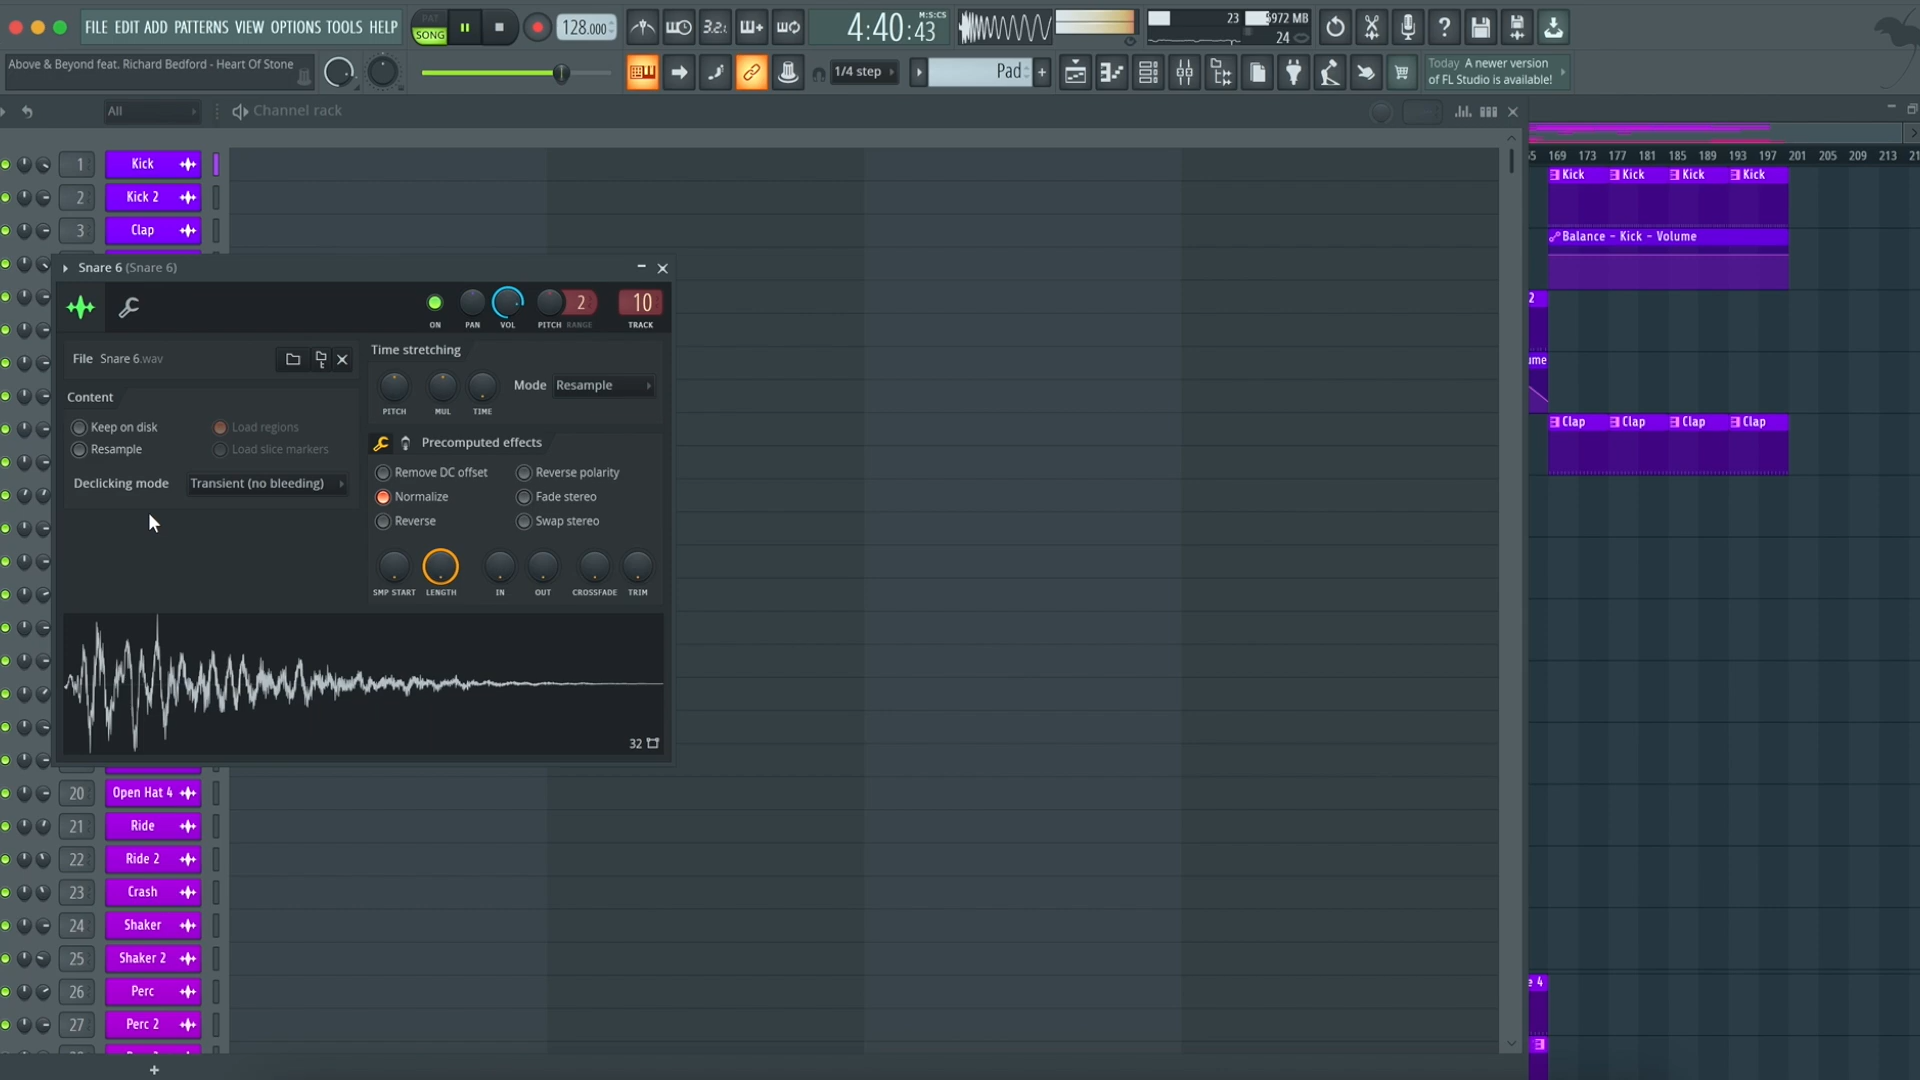 FILE EDIT ADD PATTERNS VIEW OPTIONS TOOLS HELP
PAT
SONG
128.000
3.2.
4:40:43
M:S:CS
23
5972 MB
24
Above & Beyond feat. Richard Bedford - Heart Of Stone
1/4 step
Pad
+
Today A newer version
of FL Studio is available!
All
Channel rack
169 173 177 181 185 189 193 197 201 205 209 213
1 Kick
2 Kick 2
3 Clap
Kick Kick Kick Kick
Balance - Kick - Volume
2
ume
Clap Clap Clap Clap
e 4
Snare 6 (Snare 6)
2
10
ON PAN VOL PITCH RANGE TRACK
File Snare 6.wav
Time stretching
Mode Resample
PITCH MUL TIME
Content
Keep on disk Load regions
Resample Load slice markers
Declicking mode Transient (no bleeding)
Precomputed effects
Remove DC offset Reverse polarity
Normalize Fade stereo
Reverse Swap stereo
SMP START LENGTH IN OUT CROSSFADE TRIM
32
20 Open Hat 4
21 Ride
22 Ride 2
23 Crash
24 Shaker
25 Shaker 2
26 Perc
27 Perc 2
+